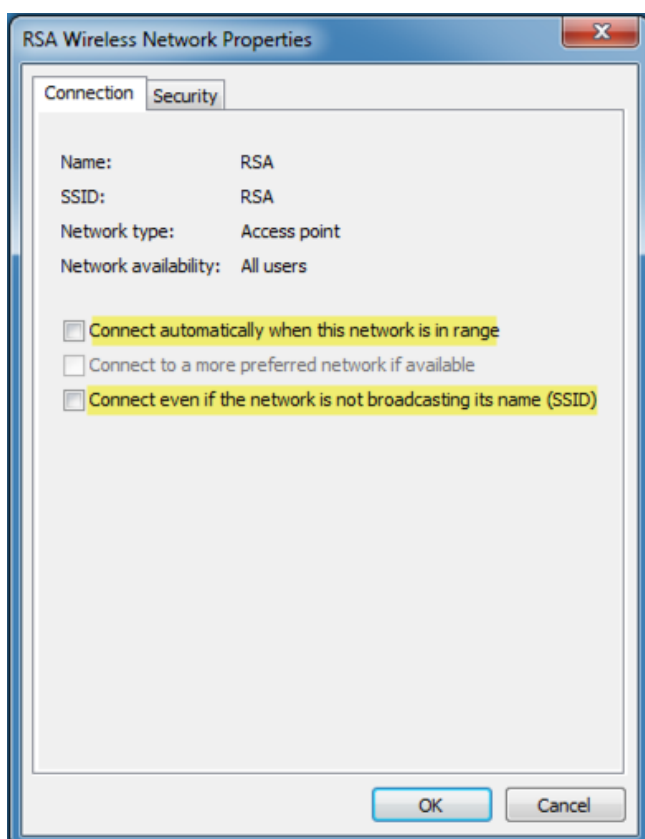 RSA Wireless Network Properties
Connection Security
Name: RSA
SSID: RSA
Network type: Access point
Network availability: All users
Connect automatically when this network is in range
Connect to a more preferred network if available
Connect even if the network is not broadcasting its name (SSID)
OK Cancel